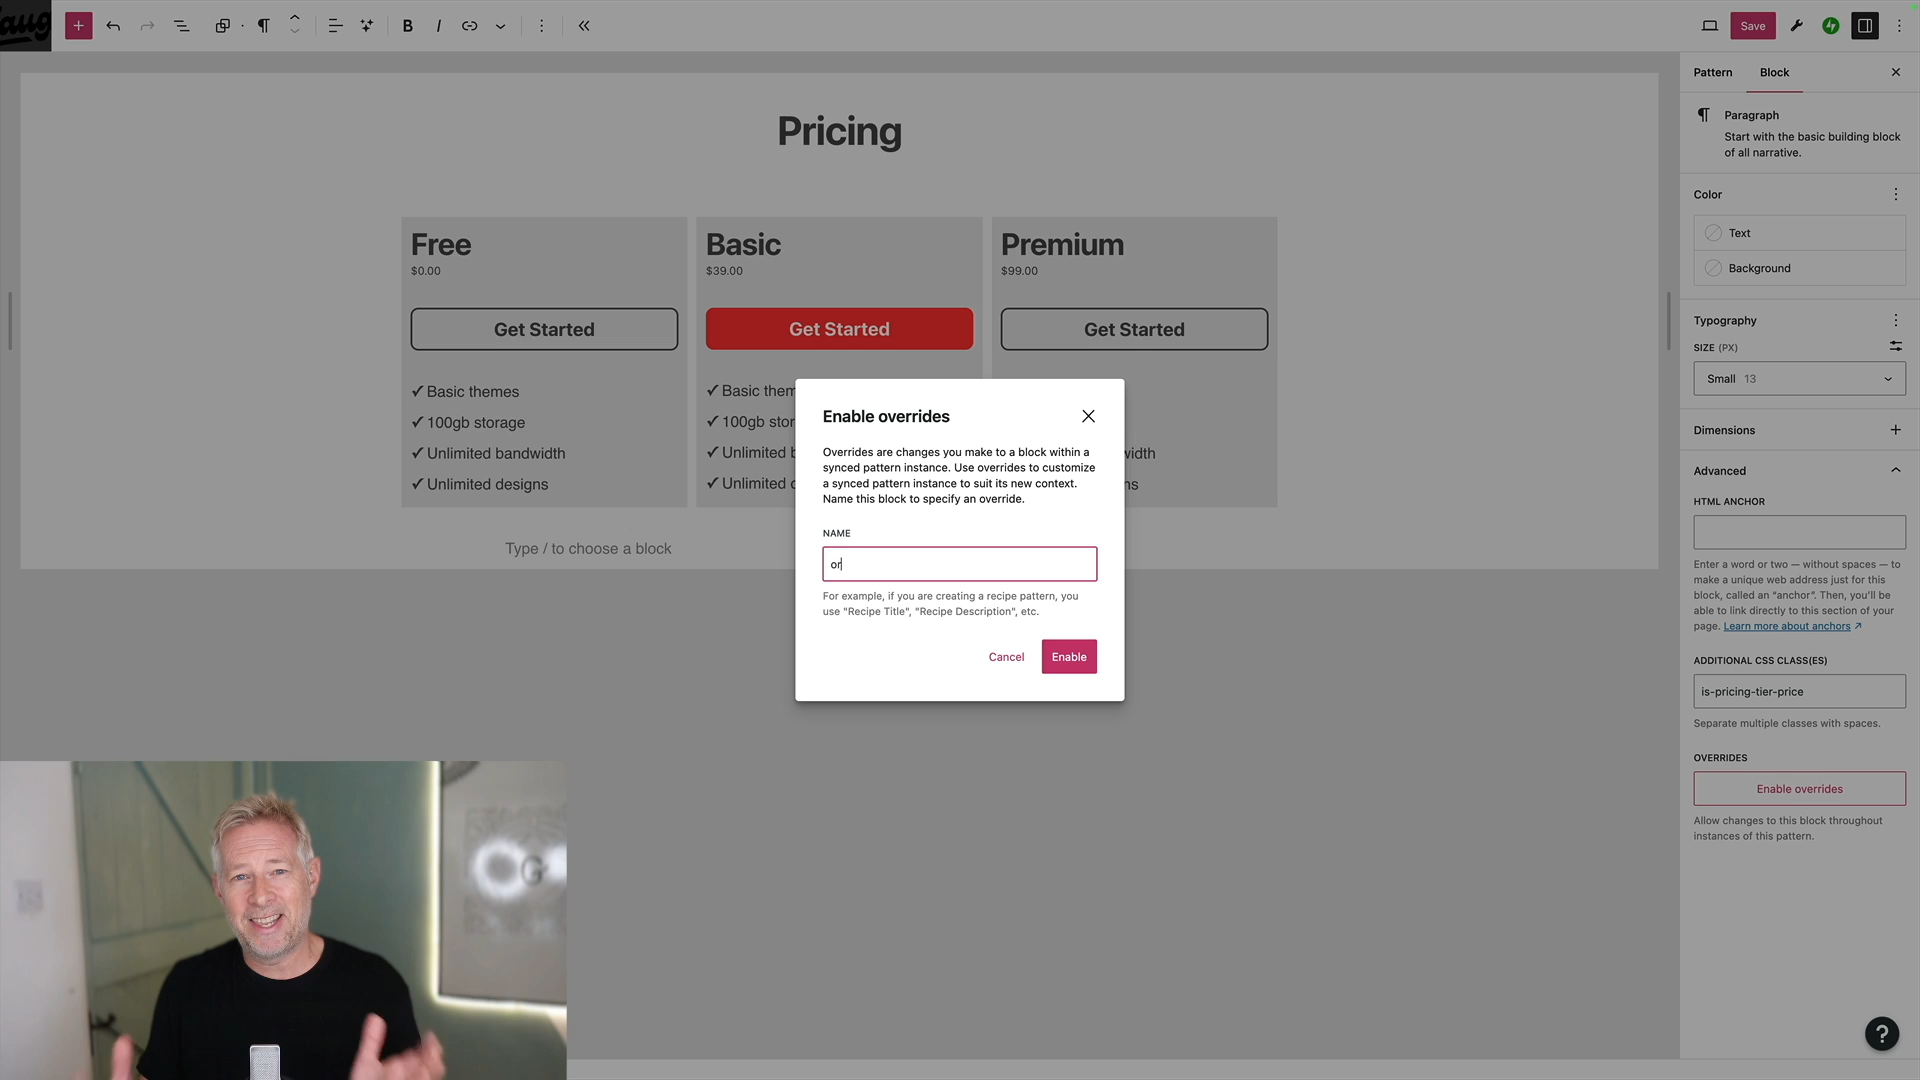 B I
Save
Pattern Block
Paragraph
Start with the basic building block
of all narrative.
Color
Text
Background
Typography
SIZE (PX)
Small 13
Dimensions
Advanced
HTML ANCHOR
Enter a word or two — without spaces — to
make a unique web address just for this
block, called an “anchor”. Then, you’ll be
able to link directly to this section of your
page. Learn more about anchors ↗
ADDITIONAL CSS CLASS(ES)
is-pricing-tier-price
Separate multiple classes with spaces.
OVERRIDES
Enable overrides
Allow changes to this block throughout
instances of this pattern.
Pricing
Free
$0.00
Get Started
✓ Basic themes
✓ 100gb storage
✓ Unlimited bandwidth
✓ Unlimited designs
Basic
$39.00
Get Started
✓ Basic them
✓ 100gb stor
✓ Unlimited b
✓ Unlimited
Premium
$99.00
Get Started
width
ns
Type / to choose a block
Enable overrides
Overrides are changes you make to a block within a
synced pattern instance. Use overrides to customize
a synced pattern instance to suit its new context.
Name this block to specify an override.
NAME
or
For example, if you are creating a recipe pattern, you
use "Recipe Title", "Recipe Description", etc.
Cancel Enable
?